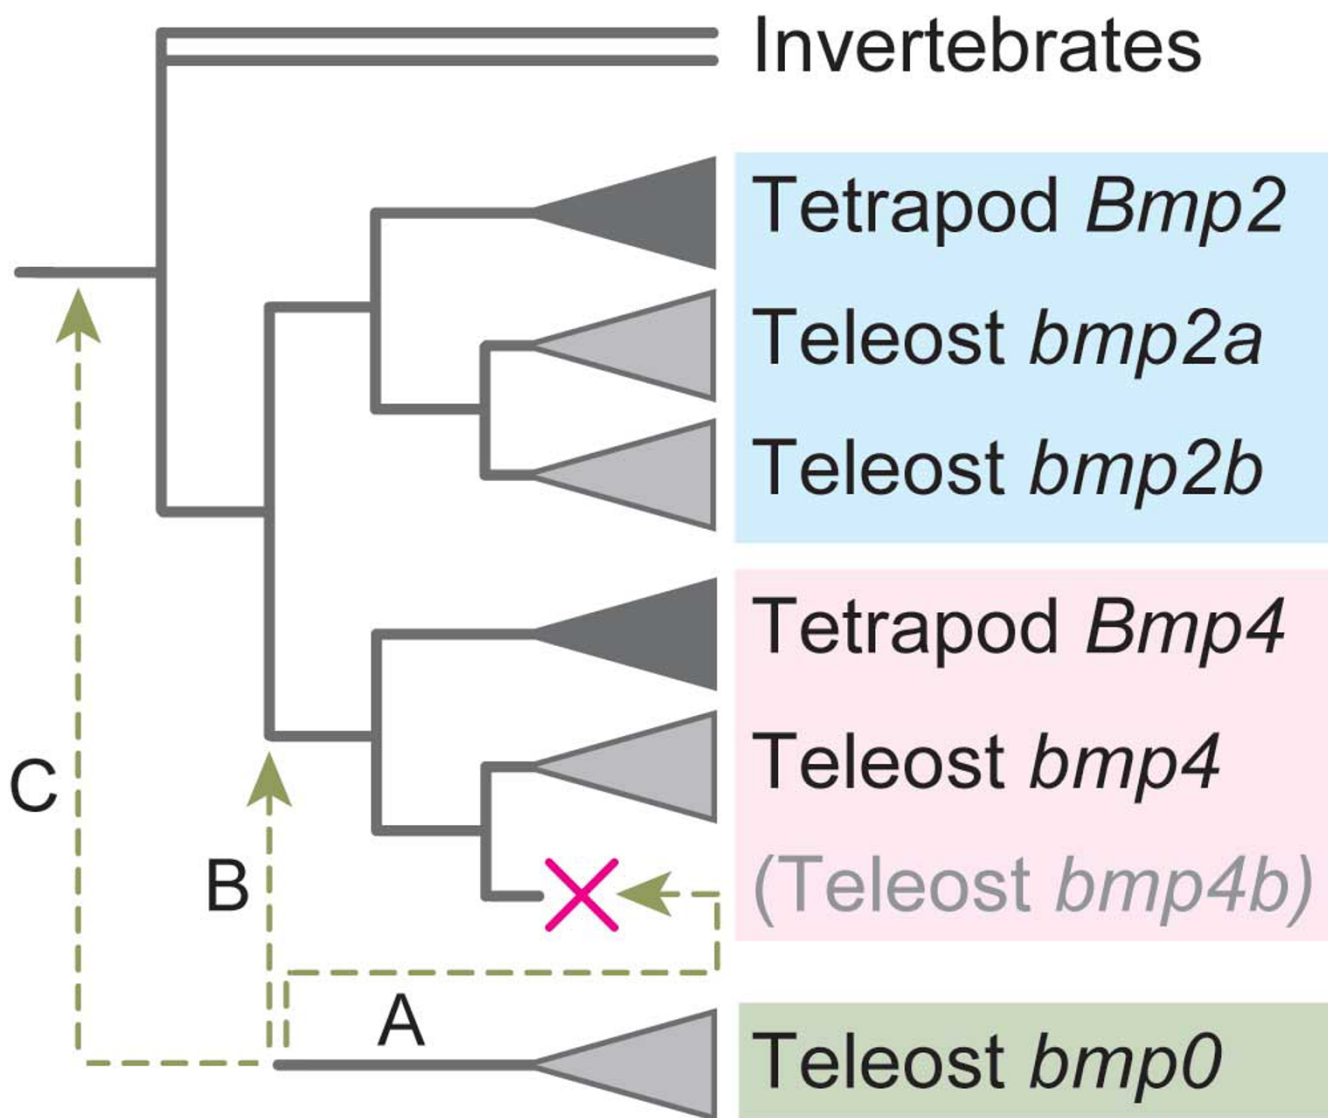 Invertebrates
Tetrapod Bmp2
Teleost bmp2a
Teleost bmp2b
Tetrapod Bmp4
Teleost bmp4
(Teleost bmp4b)
Teleost bmp0
C
B
A